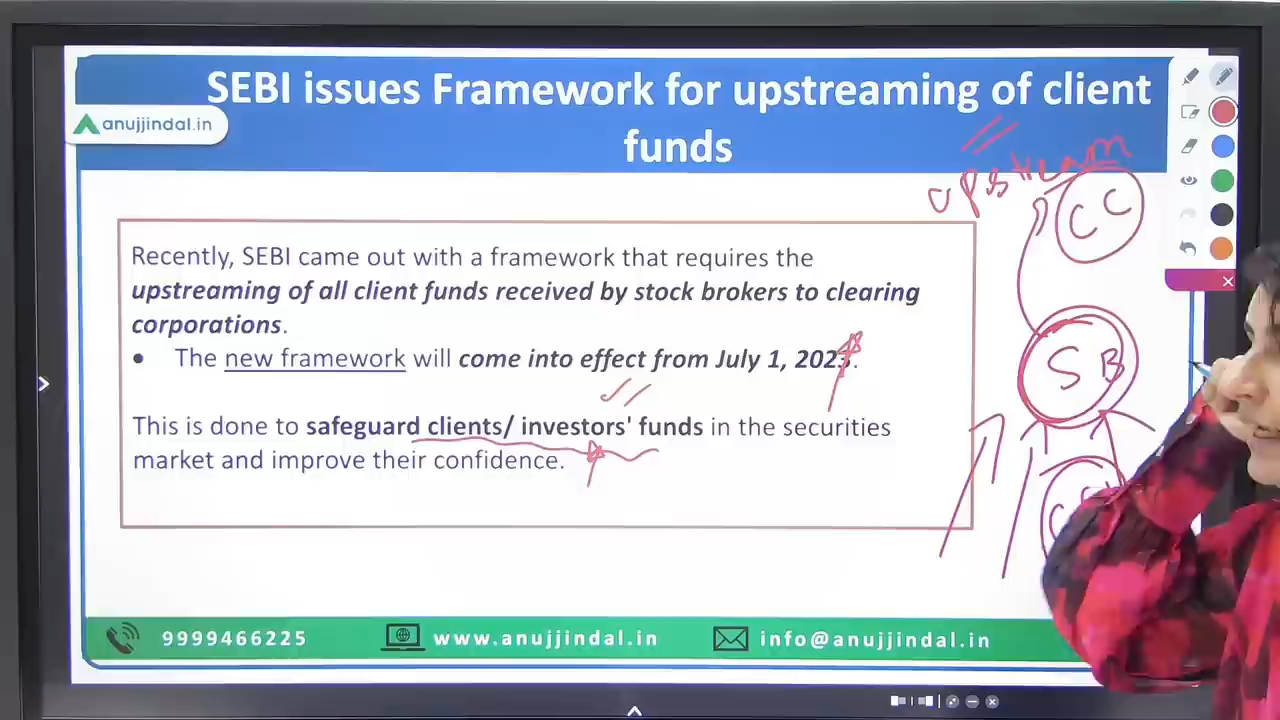 SEBI issues Framework for upstreaming of client
funds
anujjindal.in
upstream
CC
Recently, SEBI came out with a framework that requires the
upstreaming of all client funds received by stock brokers to clearing
corporations.
• The new framework will come into effect from July 1, 2023.
SB
This is done to safeguard clients/ investors' funds in the securities
market and improve their confidence.
9999466225
www.anujjindal.in
info@anujjindal.in